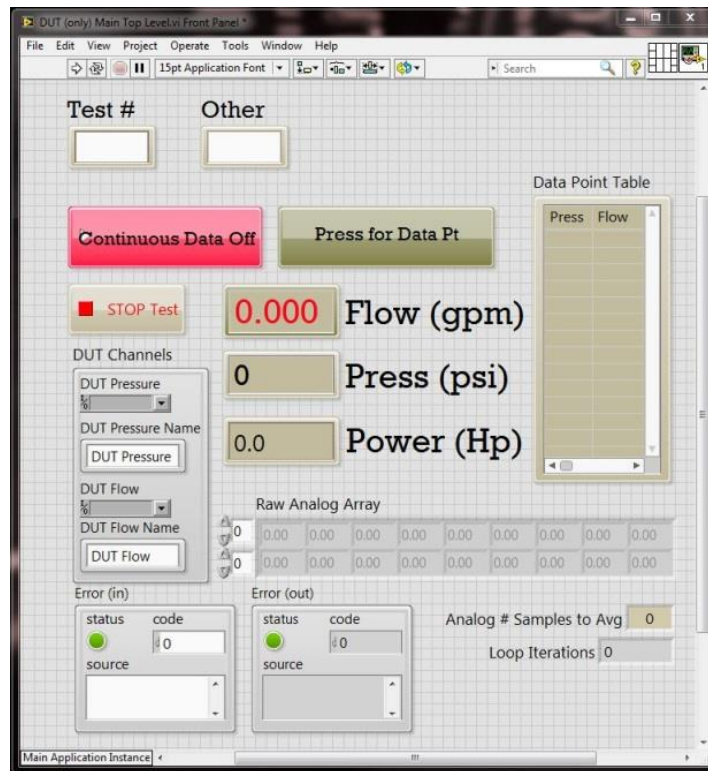 DUT (only) Main Top Level.vi Front Panel *
File Edit View Project Operate Tools Window Help
15pt Application Font Search
Test # Other
Data Point Table
Press Flow
Continuous Data Off Press for Data Pt
STOP Test 0.000 Flow (gpm)
DUT Channels
DUT Pressure
0 Press (psi)
DUT Pressure Name
DUT Pressure
0.0 Power (Hp)
DUT Flow
DUT Flow Name
DUT Flow
Raw Analog Array
0 0.00 0.00 0.00 0.00 0.00 0.00 0.00 0.00 0.00
0 0.00 0.00 0.00 0.00 0.00 0.00 0.00 0.00 0.00
Error (in) Error (out)
status code status code
0 0
source source
Analog # Samples to Avg 0
Loop Iterations 0
Main Application Instance